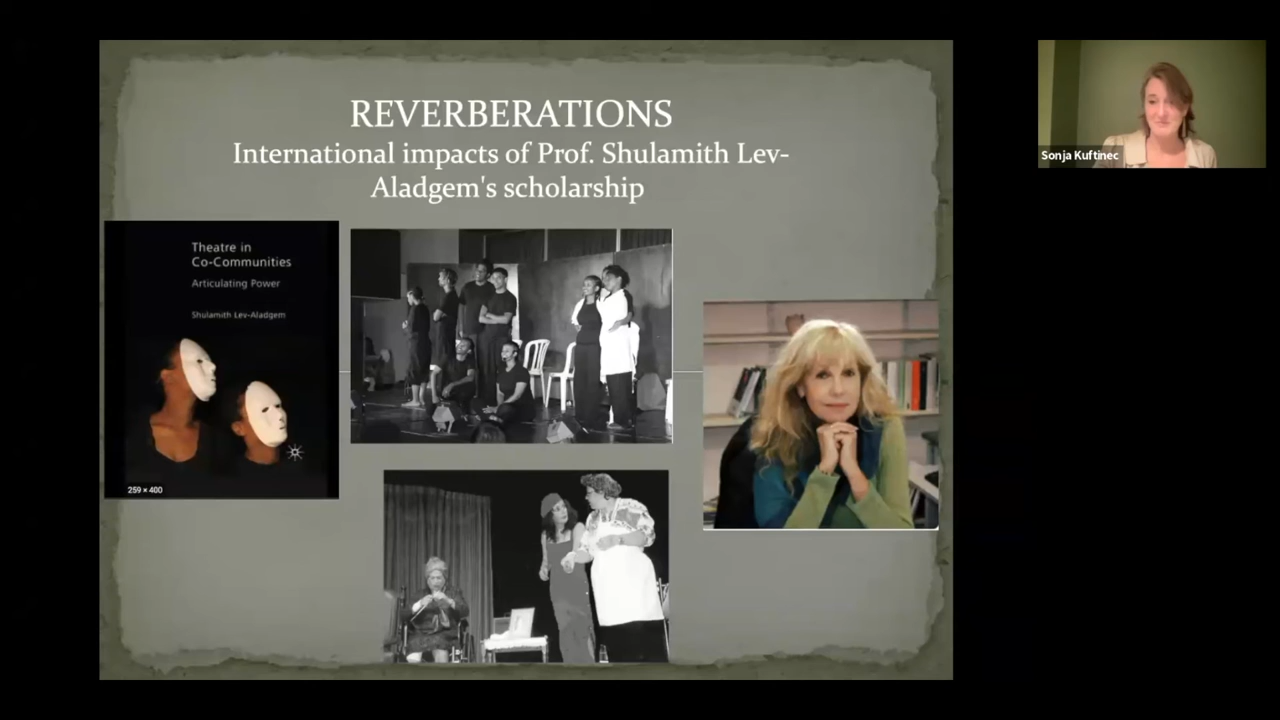 REVERBERATIONS
International impacts of Prof. Shulamith Lev-
Aladgem's scholarship
Theatre in
Co-Communities
Articulating Power
Shulamith Lev-Aladgem
259 × 400
Sonja Kuftinec